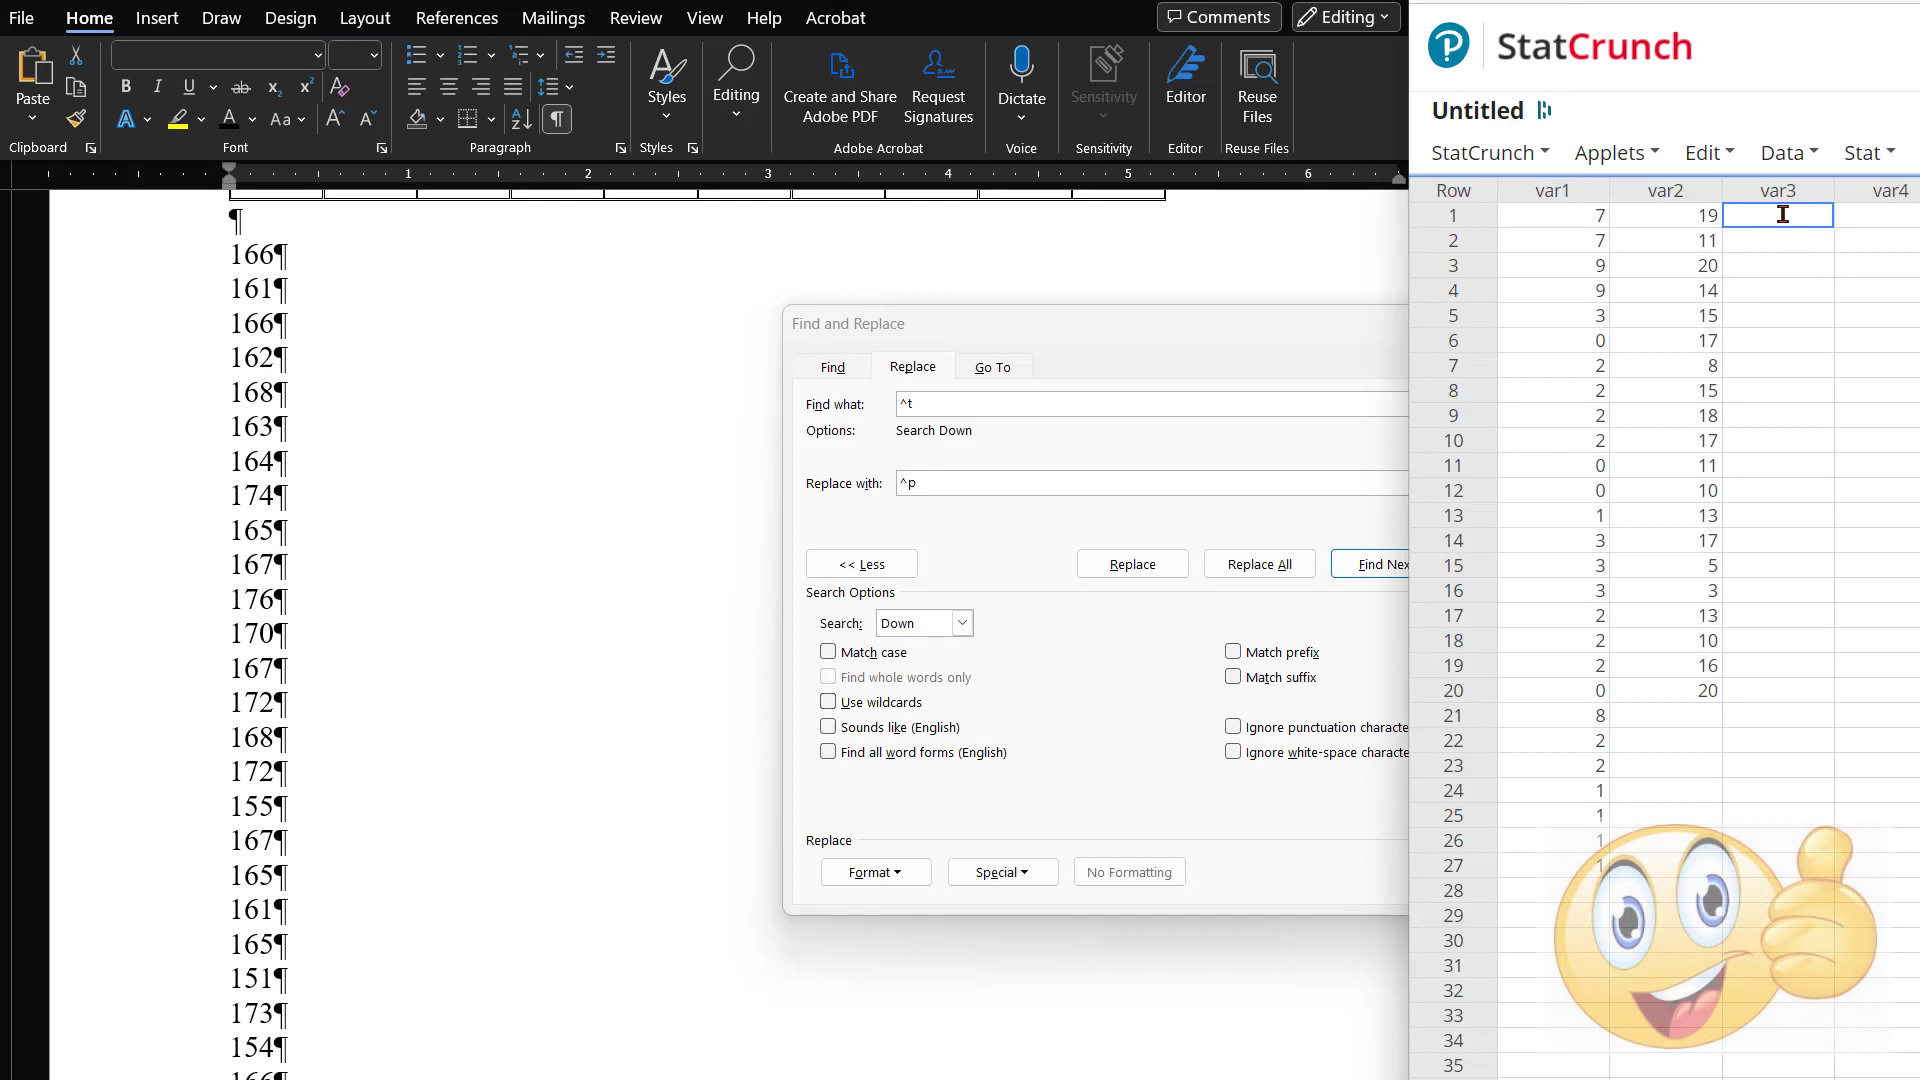 File Home Insert Draw Design Layout References Mailings Review View Help Acrobat Comments Editing
Paste
B I U ab x₂ x² A
A A Aa A A
Styles
Editing
Create and Share
Adobe PDF
Request
Signatures
Dictate
Sensitivity
Editor
Reuse
Files
Clipboard Font Paragraph Styles Adobe Acrobat Voice Sensitivity Editor Reuse Files
1 2 3 4 5 6
¶
166¶
161¶
166¶
162¶
168¶
163¶
164¶
174¶
165¶
167¶
176¶
170¶
167¶
172¶
168¶
172¶
155¶
167¶
165¶
161¶
165¶
151¶
173¶
154¶
Find and Replace
Find Replace Go To
Find what: ^t
Options: Search Down
Replace with: ^p
<< Less Replace Replace All Find Nex
Search Options
Search: Down
Match case Match prefix
Find whole words only Match suffix
Use wildcards
Sounds like (English) Ignore punctuation characte
Find all word forms (English) Ignore white-space characte
Replace
Format Special No Formatting
P StatCrunch
Untitled
StatCrunch Applets Edit Data Stat
Row var1 var2 var3 var4
1 7 19
2 7 11
3 9 20
4 9 14
5 3 15
6 0 17
7 2 8
8 2 15
9 2 18
10 2 17
11 0 11
12 0 10
13 1 13
14 3 17
15 3 5
16 3 3
17 2 13
18 2 10
19 2 16
20 0 20
21 8
22 2
23 2
24 1
25 1
26 1
27 1
28
29
30
31
32
33
34
35